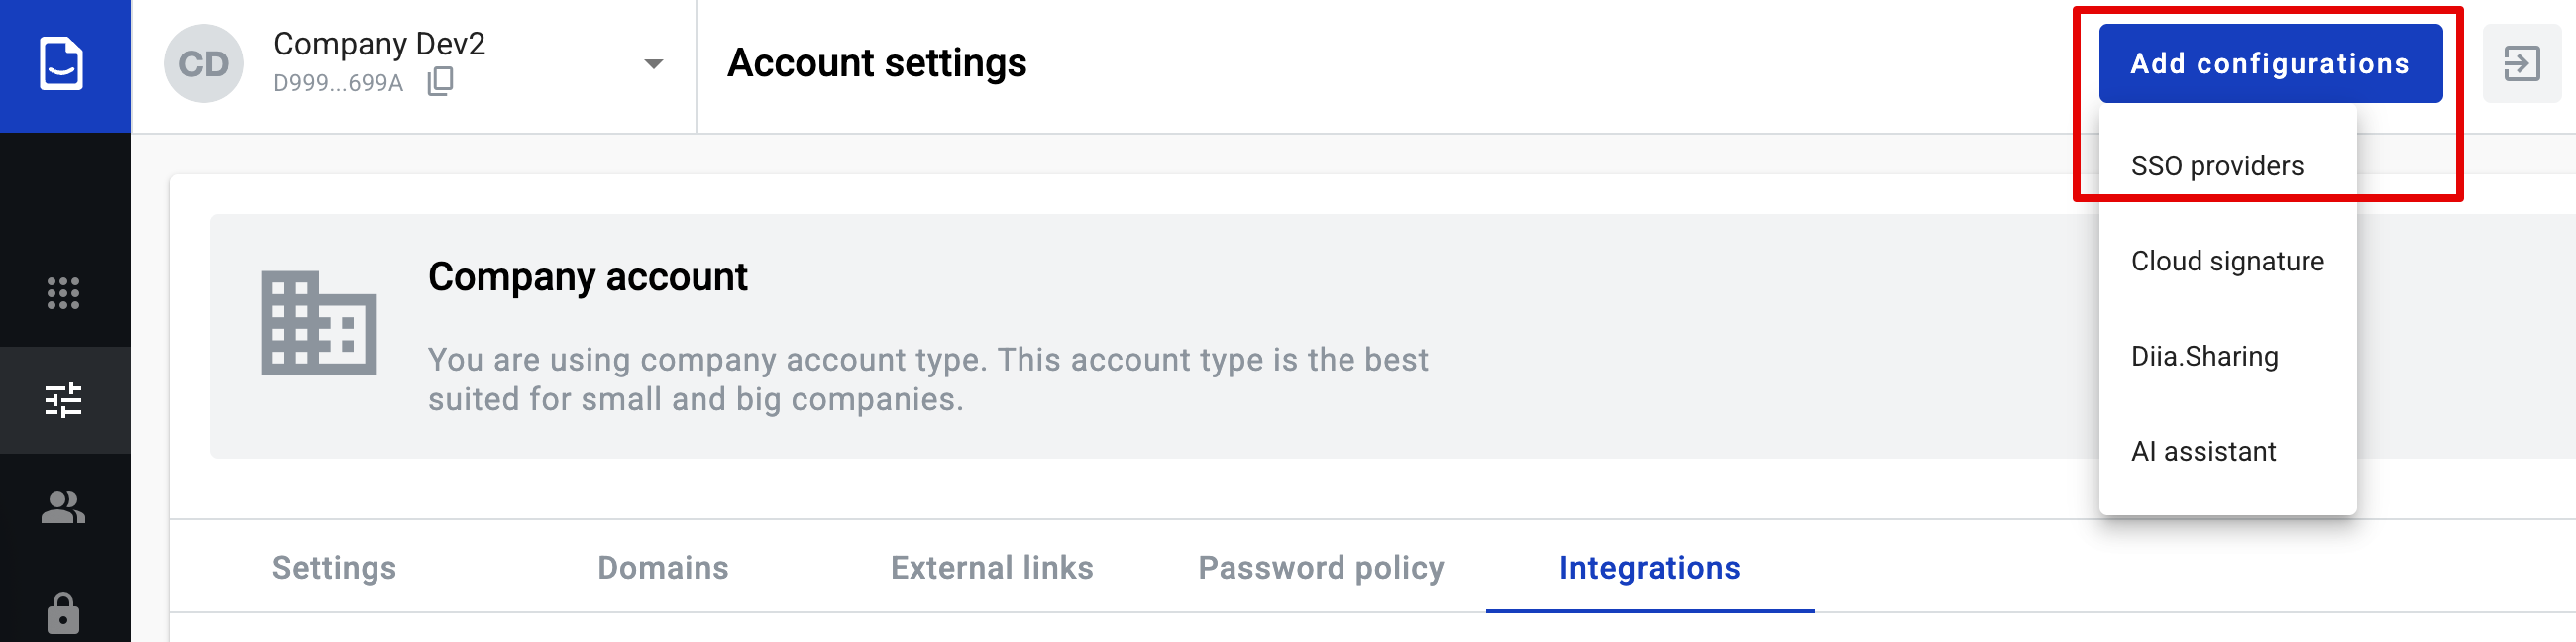 CD
Company Dev2
D999...699A
Account settings
Add configurations
SSO providers
Cloud signature
Diia.Sharing
AI assistant
Company account
You are using company account type. This account type is the best
suited for small and big companies.
Settings
Domains
External links
Password policy
Integrations